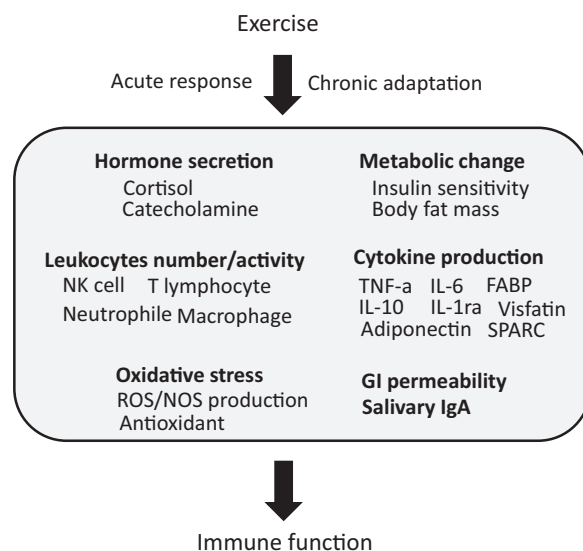 Exercise
Acute response Chronic adaptation
Hormone secretion
Cortisol
Catecholamine
Metabolic change
Insulin sensitivity
Body fat mass
Leukocytes number/activity
NK cell T lymphocyte
Neutrophile Macrophage
Cytokine production
TNF-a IL-6 FABP
IL-10 IL-1ra Visfatin
Adiponectin SPARC
Oxidative stress
ROS/NOS production
Antioxidant
GI permeability
Salivary IgA
Immune function